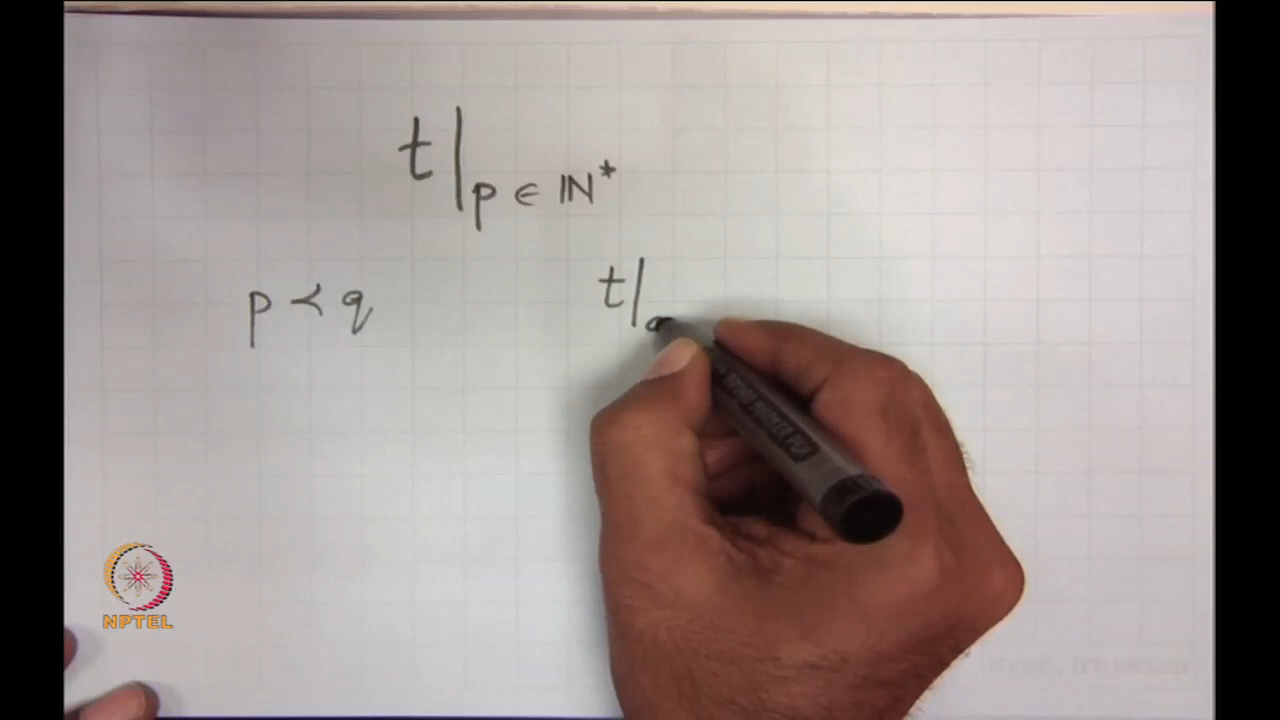 t|p ∈ ℕ*
p ≺ q t|
NPTEL